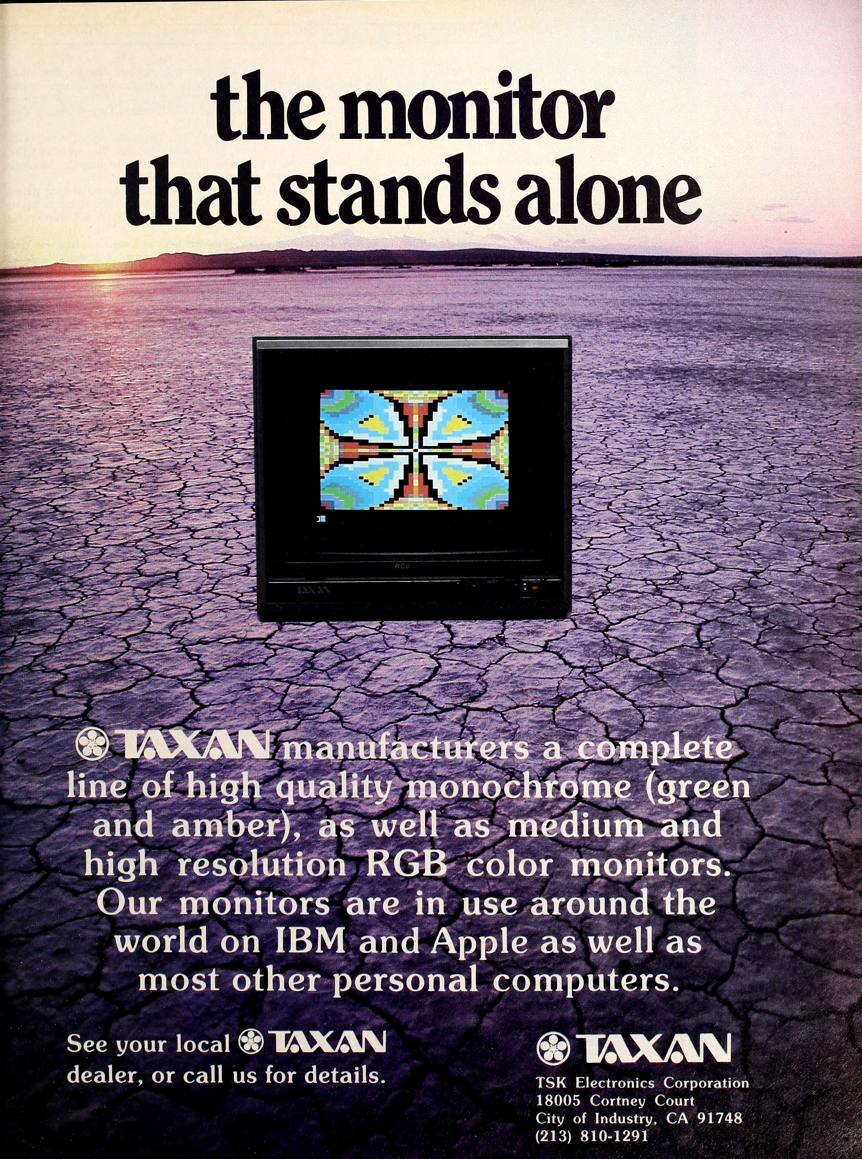 the monitor
that stands alone
RGB
TAXAN
TAXAN manufacturers a complete
line of high quality monochrome (green
and amber), as well as medium and
high resolution RGB color monitors.
Our monitors are in use around the
world on IBM and Apple as well as
most other personal computers.
See your local TAXAN
dealer, or call us for details.
TAXAN
TSK Electronics Corporation
18005 Cortney Court
City of Industry, CA 91748
(213) 810-1291